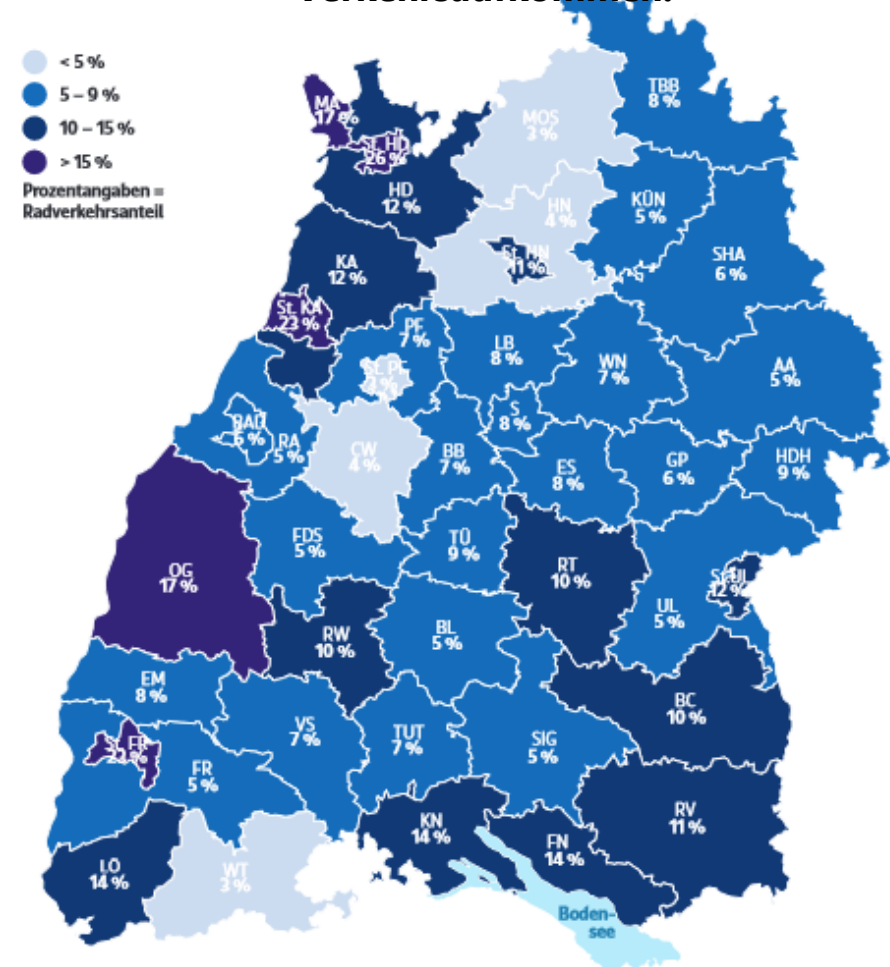 < 5 %
5 – 9 %
10 – 15 %
> 15 %
Prozentangaben =
Radverkehrsanteil
MA
17 %
St. HD
26 %
HD
12 %
MOS
3 %
TBB
8 %
HN
4 %
KÜN
5 %
St. HN
11 %
SHA
6 %
KA
12 %
St. KA
23 %
PF
7 %
St. PF
3 %
LB
8 %
WN
7 %
AA
5 %
BAD
6 %
RA
5 %
CW
4 %
BB
7 %
S
8 %
ES
8 %
GP
6 %
HDH
9 %
FDS
5 %
TÜ
9 %
OG
17 %
RT
10 %
St. UL
12 %
UL
5 %
RW
10 %
BL
5 %
EM
8 %
BC
10 %
St. FR
VS
7 %
TUT
7 %
SIG
5 %
FR
5 %
KN
14 %
FN
14 %
RV
11 %
LÖ
14 %
WT
3 %
Boden-
see